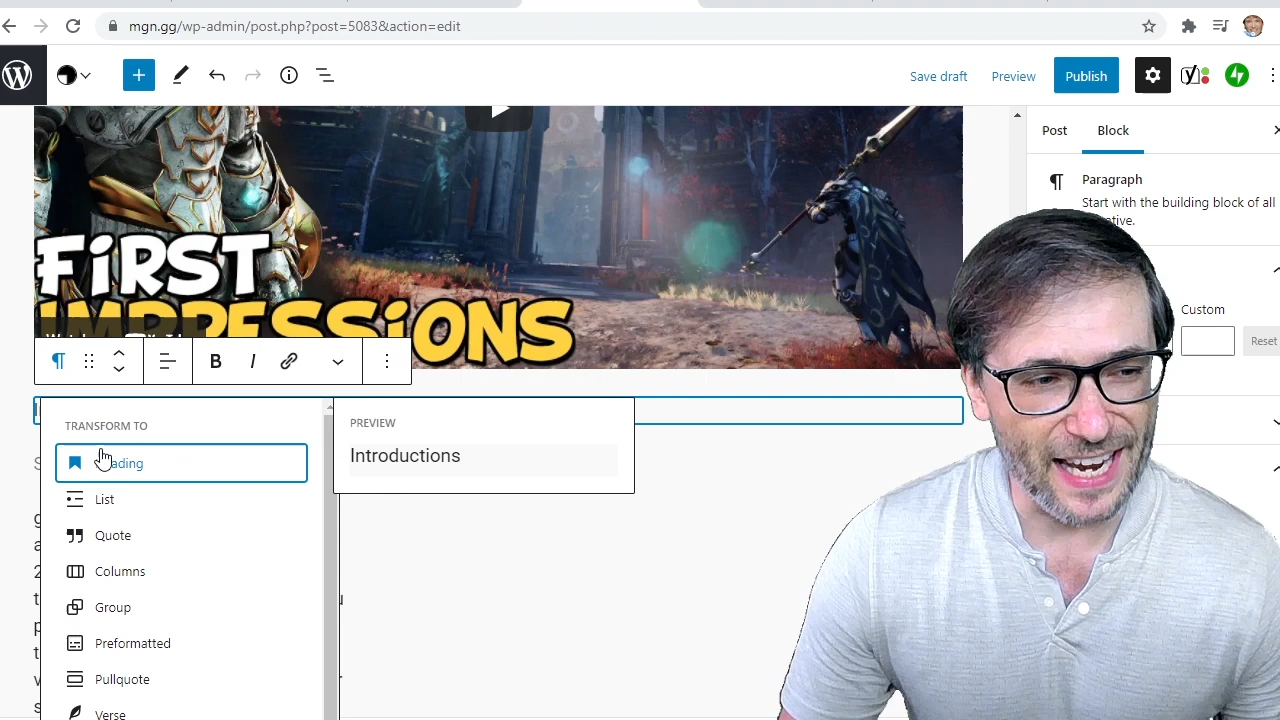 mgn.gg/wp-admin/post.php?post=5083&action=edit
Save draft
Preview
Publish
Post
Block
Paragraph
Start with the building block of all
FiRST
IMPRESSIONS
Custom
Reset
B
I
TRANSFORM TO
List
Quote
Columns
Group
Preformatted
Pullquote
Verse
PREVIEW
Introductions